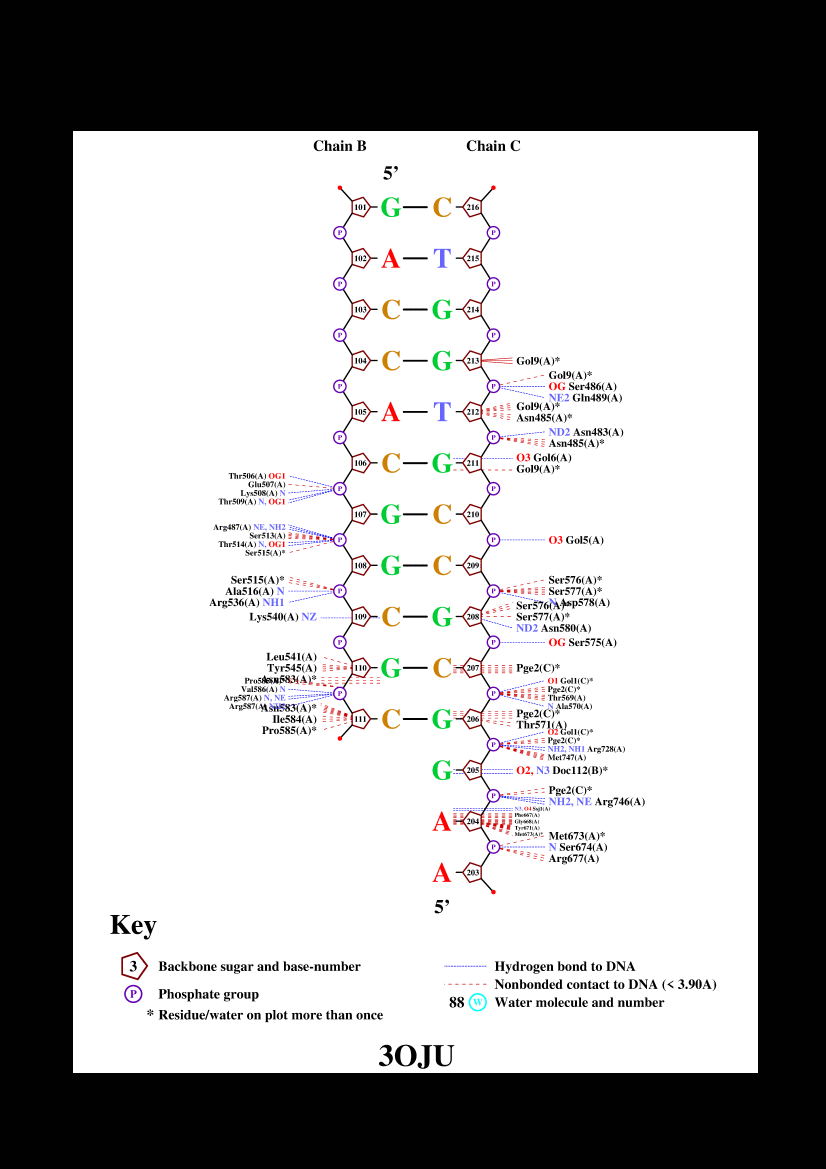 Chain B Chain C
5’
101 G C 216
P P
102 A T 215
P P
103 C G 214
P P
104 C G 213 Gol9(A)*
Gol9(A)*
P P OG Ser486(A)
NE2 Gln489(A)
105 A T 212 Gol9(A)*
Asn485(A)*
P P ND2 Asn483(A)
Asn485(A)*
106 C G 211 O3 Gol6(A)
Gol9(A)*
Thr506(A) OG1
Glu507(A)
Lys508(A) N P P
Thr509(A) N, OG1
107 G C 210
Arg487(A) NE, NH2
Ser513(A)
Thr514(A) N, OG1 P P O3 Gol5(A)
Ser515(A)*
108 G C 209
Ser515(A)* Ser576(A)*
Ala516(A) N P P Ser577(A)*
Arg536(A) NH1 N Asp578(A)
Ser576(A)*
Lys540(A) NZ 109 C G 208 Ser577(A)*
ND2 Asn580(A)
P P OG Ser575(A)
Leu541(A)
Tyr545(A) 110 G C 207 Pge2(C)*
Asn583(A)*
O1 Gol1(C)*
Val586(A) N Pge2(C)*
Arg587(A) N, NE P P Thr569(A)
N Ala570(A)
Asn583(A)* Pge2(C)*
Ile584(A) 111 C G 206
Thr571(A)
Pro585(A)*
O2 Gol1(C)*
Pge2(C)*
P NH2, NH1 Arg728(A)
Met747(A)
G 205 O2, N3 Doc112(B)*
Pge2(C)*
P NH2, NE Arg746(A)
Phe667(A)
Gly668(A)
A 204 Tyr671(A)
Met673(A)*
Met673(A)*
P N Ser674(A)
Arg677(A)
A 203
5’
Key
3 Backbone sugar and base-number
P Phosphate group
* Residue/water on plot more than once
Hydrogen bond to DNA
Nonbonded contact to DNA (< 3.90A)
88 W Water molecule and number
3OJU